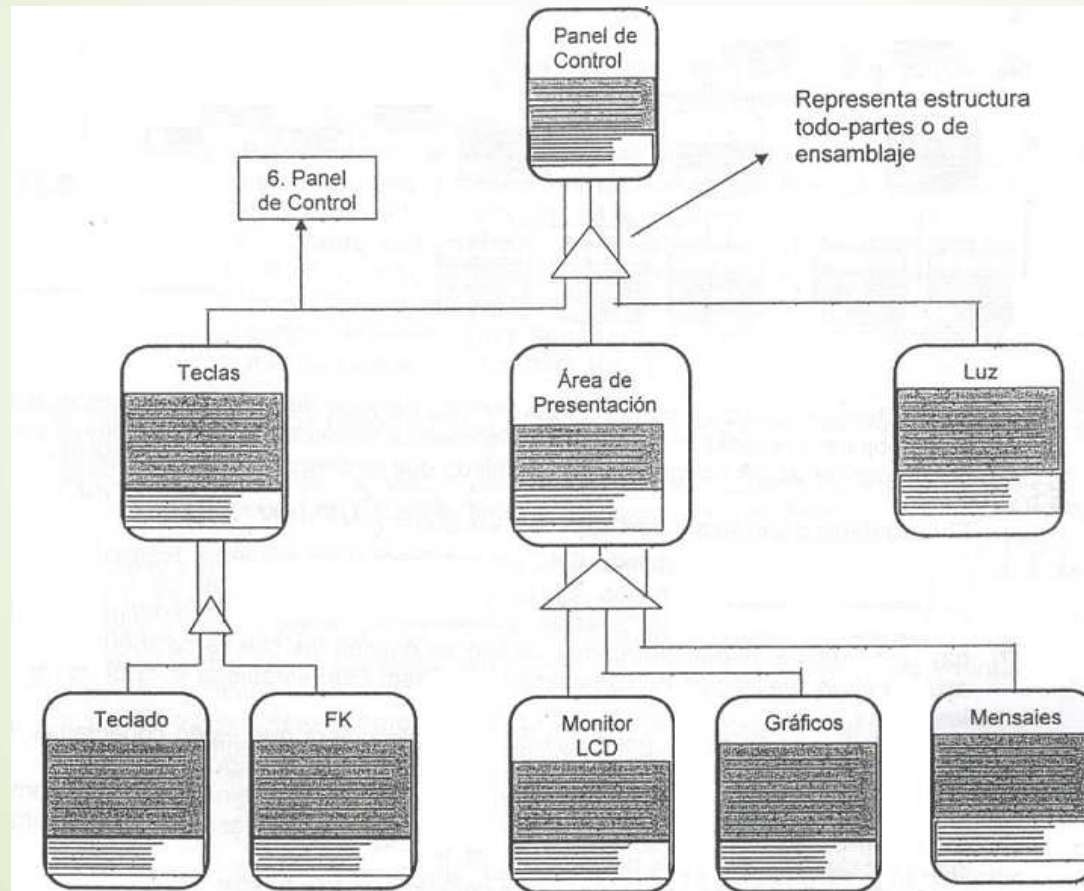 Panel de
Control
Representa estructura
todo-partes o de
ensamblaje
6. Panel
de Control
Teclas
Área de
Presentación
Luz
Teclado
FK
Monitor
LCD
Gráficos
Mensaies